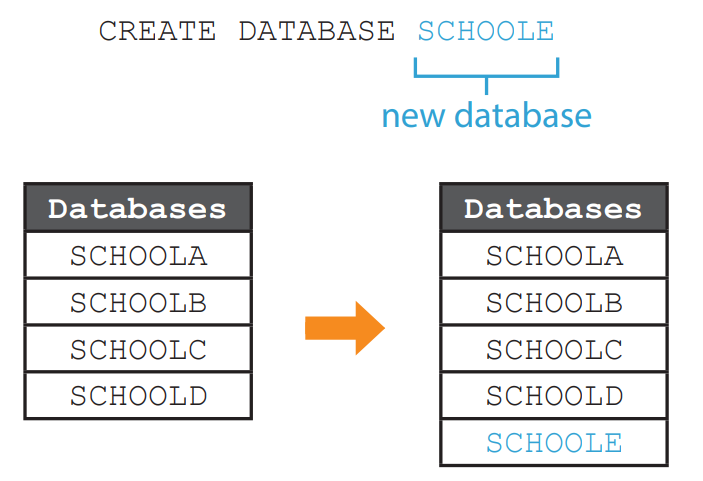 CREATE DATABASE SCHOOLE
new database
Databases
SCHOOLA
SCHOOLB
SCHOOLC
SCHOOLD
Databases
SCHOOLA
SCHOOLB
SCHOOLC
SCHOOLD
SCHOOLE